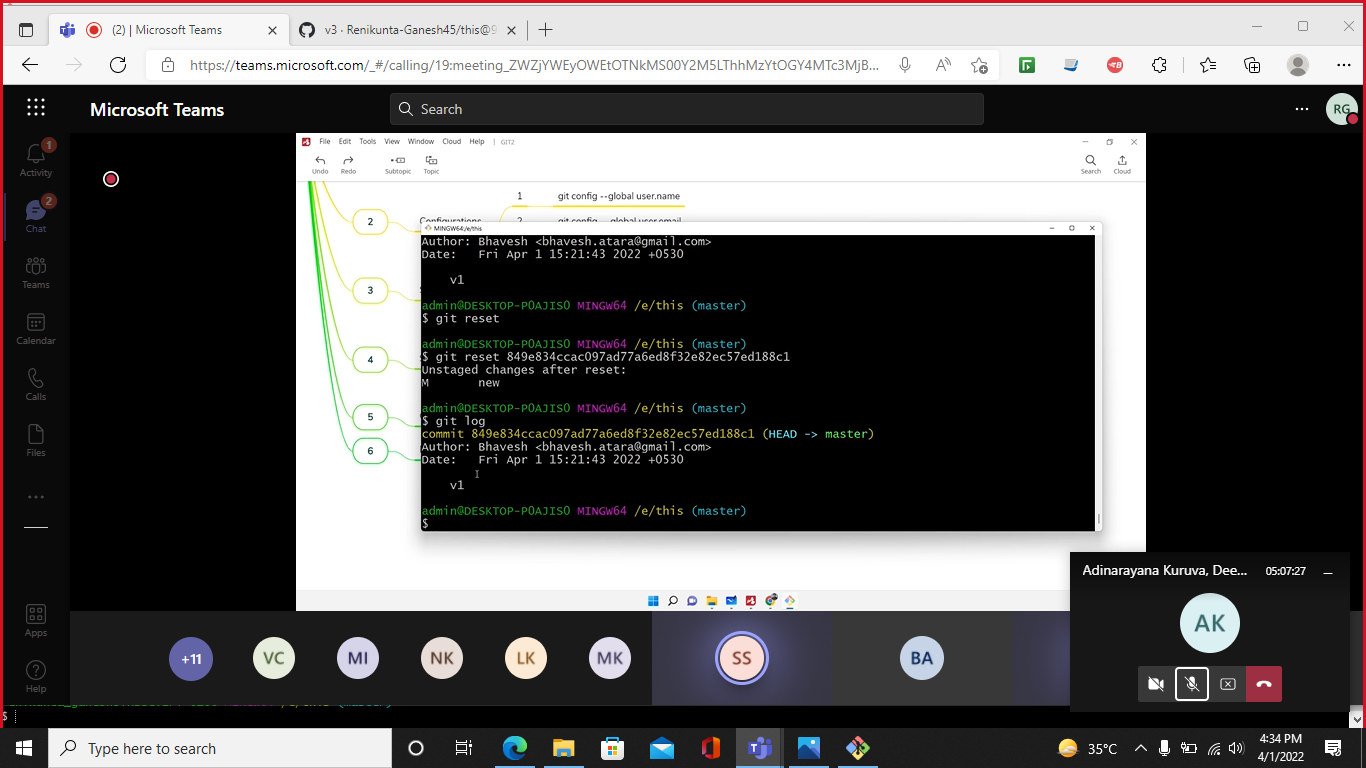 (2) | Microsoft Teams
v3 · Renikunta-Ganesh45/this@9
https://teams.microsoft.com/_#/calling/19:meeting_ZWZjYWEyOWEtOTNkMS00Y2M5LThhMzYtOGY4MTc3MjB...
Microsoft Teams
Search
RG
Activity
1
Chat
2
Teams
Calendar
Calls
Files
Apps
Help
File Edit Tools View Window Cloud Help | GIT2
Undo Redo Subtopic Topic Search Cloud
1 git config --global user.name
2 Configurations
2 git config --global user.email
3
4
5
6
MINGW64:/e/this
Author: Bhavesh <bhavesh.atara@gmail.com>
Date: Fri Apr 1 15:21:43 2022 +0530
v1
admin@DESKTOP-P0AJISO MINGW64 /e/this (master)
$ git reset
admin@DESKTOP-P0AJISO MINGW64 /e/this (master)
$ git reset 849e834ccac097ad77a6ed8f32e82ec57ed188c1
Unstaged changes after reset:
M new
admin@DESKTOP-P0AJISO MINGW64 /e/this (master)
$ git log
commit 849e834ccac097ad77a6ed8f32e82ec57ed188c1 (HEAD -> master)
Author: Bhavesh <bhavesh.atara@gmail.com>
Date: Fri Apr 1 15:21:43 2022 +0530
v1
admin@DESKTOP-P0AJISO MINGW64 /e/this (master)
$
Adinarayana Kuruva, Dee... 05:07:27
AK
+11 VC MI NK LK MK SS BA
$
Type here to search
35°C
4:34 PM
4/1/2022